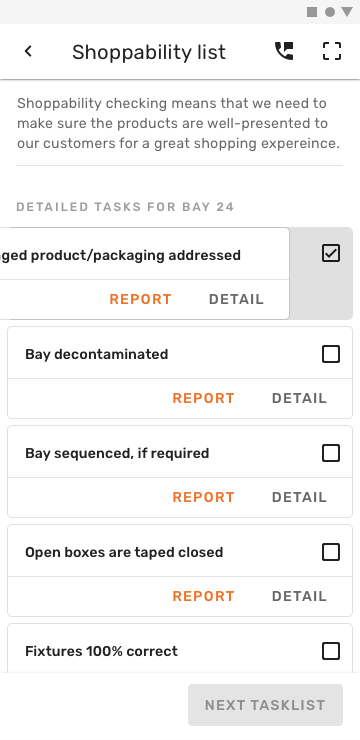 Shoppability list
Shoppability checking means that we need to
make sure the products are well-presented to
our customers for a great shopping expereince.
DETAILED TASKS FOR BAY 24
product/packaging addressed
REPORT DETAIL
Bay decontaminated
REPORT DETAIL
Bay sequenced, if required
REPORT DETAIL
Open boxes are taped closed
REPORT DETAIL
Fixtures 100% correct
NEXT TASKLIST